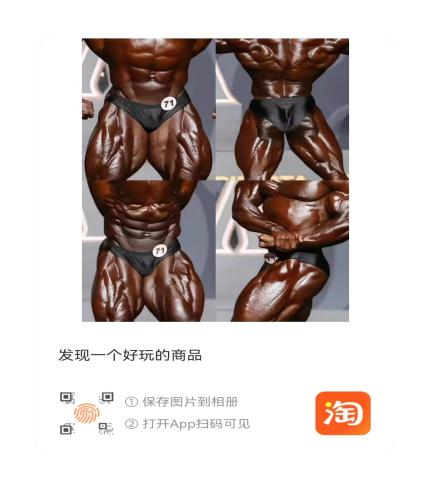 71
71
发现一个好玩的商品
① 保存图片到相册
② 打开App扫码可见
淘